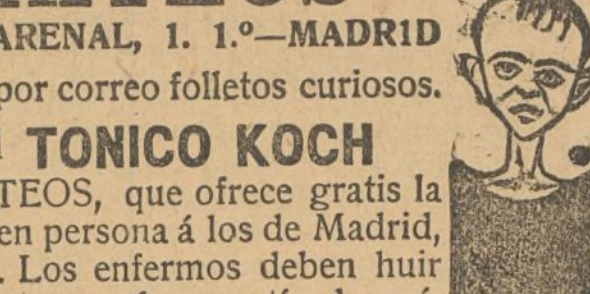 ARENAL, 1. 1.º—MADRID
por correo folletos curiosos.
TONICO KOCH
TEOS, que ofrece gratis la
en persona á los de Madrid,
. Los enfermos deben huir